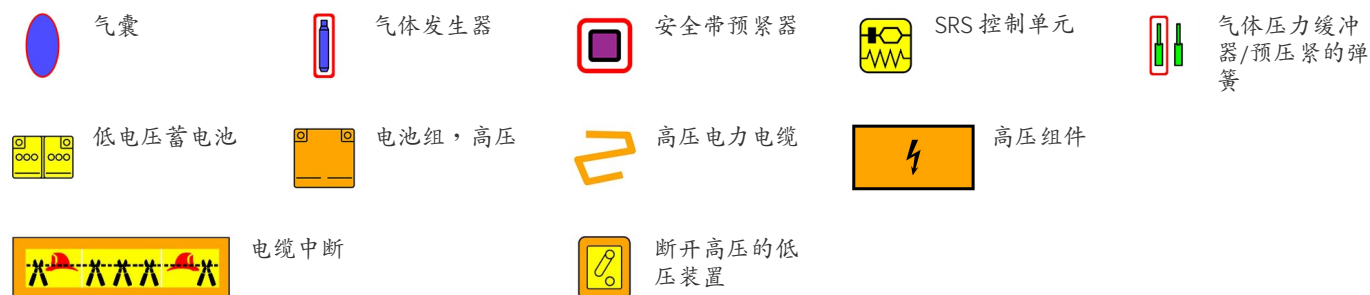 气囊
气体发生器
安全带预紧器
SRS 控制单元
气体压力缓冲
器/预压紧的弹
簧
低电压蓄电池
电池组，高压
高压电力电缆
高压组件
电缆中断
断开高压的低
压装置